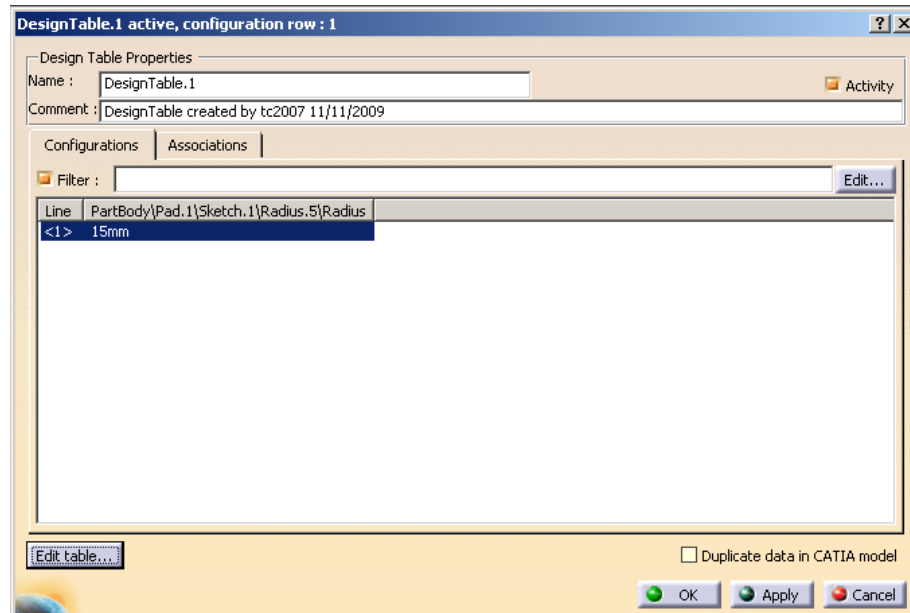 DesignTable.1 active, configuration row : 1
Design Table Properties
Name : DesignTable.1 Activity
Comment : DesignTable created by tc2007 11/11/2009
Configurations Associations
Filter : Edit...
Line PartBody\Pad.1\Sketch.1\Radius.5\Radius
<1> 15mm
Edit table... Duplicate data in CATIA model
OK Apply Cancel